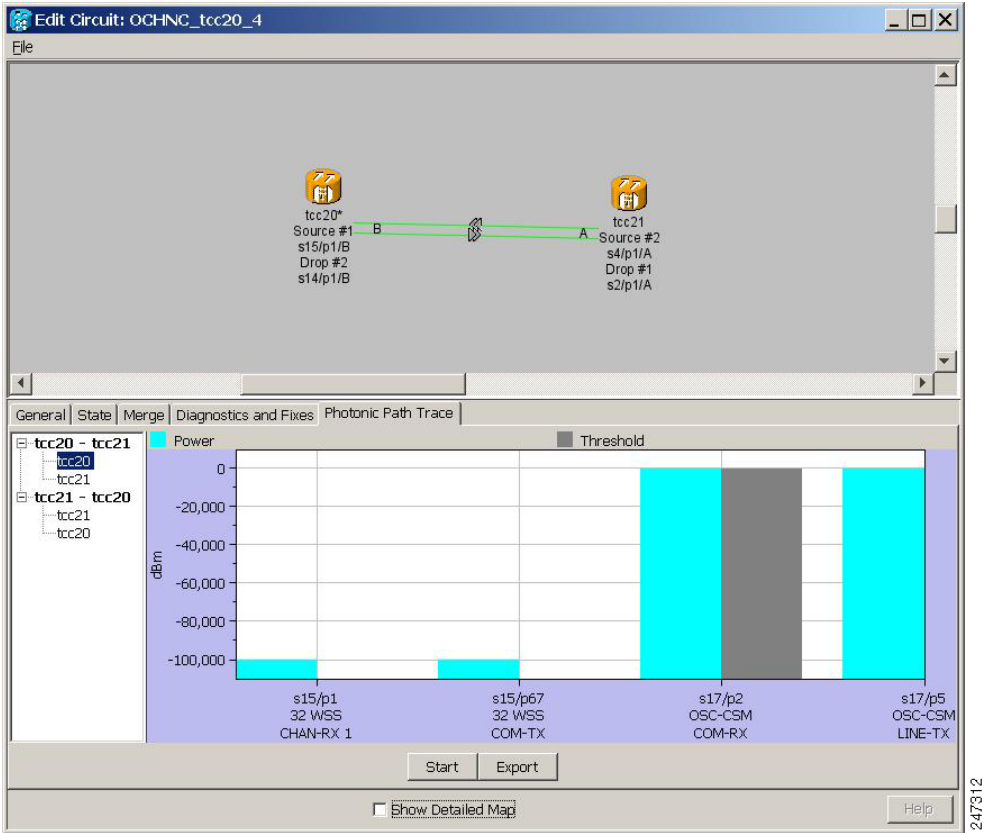 Edit Circuit: OCHNC_tcc20_4
File
tcc20*
Source #1
s15/p1/B
Drop #2
s14/p1/B
B
A
tcc21
Source #2
s4/p1/A
Drop #1
s2/p1/A
General State Merge Diagnostics and Fixes Photonic Path Trace
tcc20 - tcc21
tcc20
tcc21
tcc21 - tcc20
tcc21
tcc20
Power Threshold
dBm
0
-20,000
-40,000
-60,000
-80,000
-100,000
s15/p1
32 WSS
CHAN-RX 1
s15/p67
32 WSS
COM-TX
s17/p2
OSC-CSM
COM-RX
s17/p5
OSC-CSM
LINE-TX
Start Export
Show Detailed Map
Help
247312